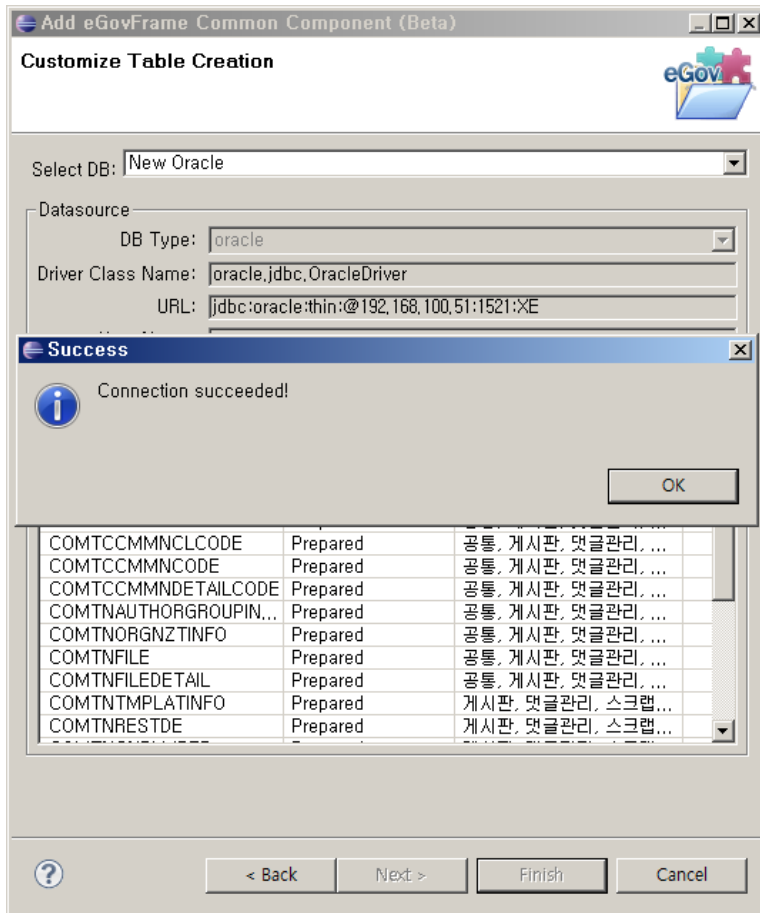 Add eGovFrame Common Component (Beta)
Customize Table Creation
eGov
Select DB: New Oracle
Datasource
DB Type: oracle
Driver Class Name: oracle.jdbc.OracleDriver
URL: jdbc:oracle:thin:@192.168.100.51:1521:XE
Success
Connection succeeded!
OK
COMTCCMMNCLCODE Prepared 공통, 게시판, 댓글관리, ...
COMTCCMMNCODE Prepared 공통, 게시판, 댓글관리, ...
COMTCCMMNDETAILCODE Prepared 공통, 게시판, 댓글관리, ...
COMTNAUTHORGROUPIN... Prepared 공통, 게시판, 댓글관리, ...
COMTNORGNZTINFO Prepared 공통, 게시판, 댓글관리, ...
COMTNFILE Prepared 공통, 게시판, 댓글관리, ...
COMTNFILEDETAIL Prepared 공통, 게시판, 댓글관리, ...
COMTNTMPLATINFO Prepared 게시판, 댓글관리, 스크랩...
COMTNRESTDE Prepared 게시판, 댓글관리, 스크랩...
? < Back Next > Finish Cancel